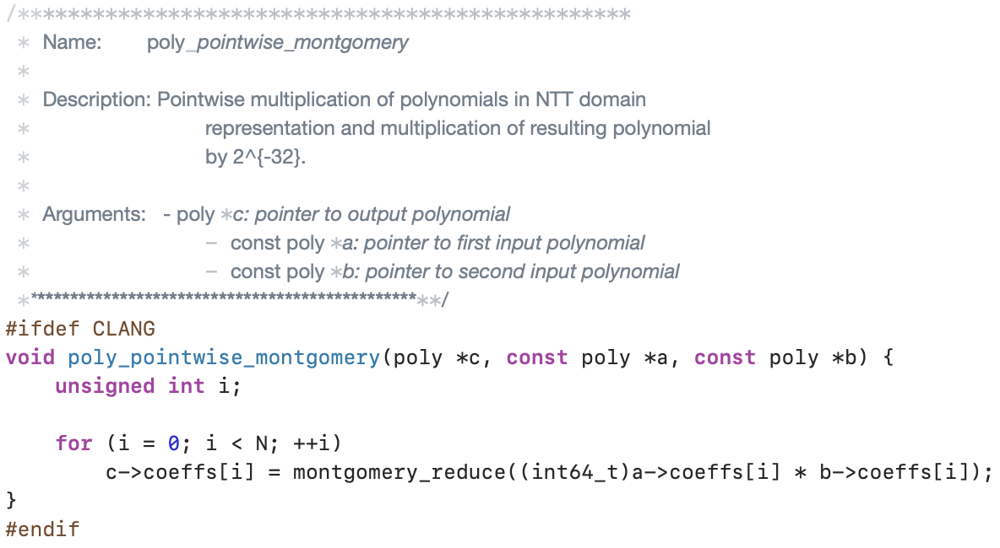 /*************************************************
 * Name:        poly_pointwise_montgomery
 *
 * Description: Pointwise multiplication of polynomials in NTT domain
 *              representation and multiplication of resulting polynomial
 *              by 2^{-32}.
 *
 * Arguments:   - poly *c: pointer to output polynomial
 *              - const poly *a: pointer to first input polynomial
 *              - const poly *b: pointer to second input polynomial
 **************************************************/
#ifdef CLANG
void poly_pointwise_montgomery(poly *c, const poly *a, const poly *b) {
    unsigned int i;

    for (i = 0; i < N; ++i)
        c->coeffs[i] = montgomery_reduce((int64_t)a->coeffs[i] * b->coeffs[i]);
}
#endif